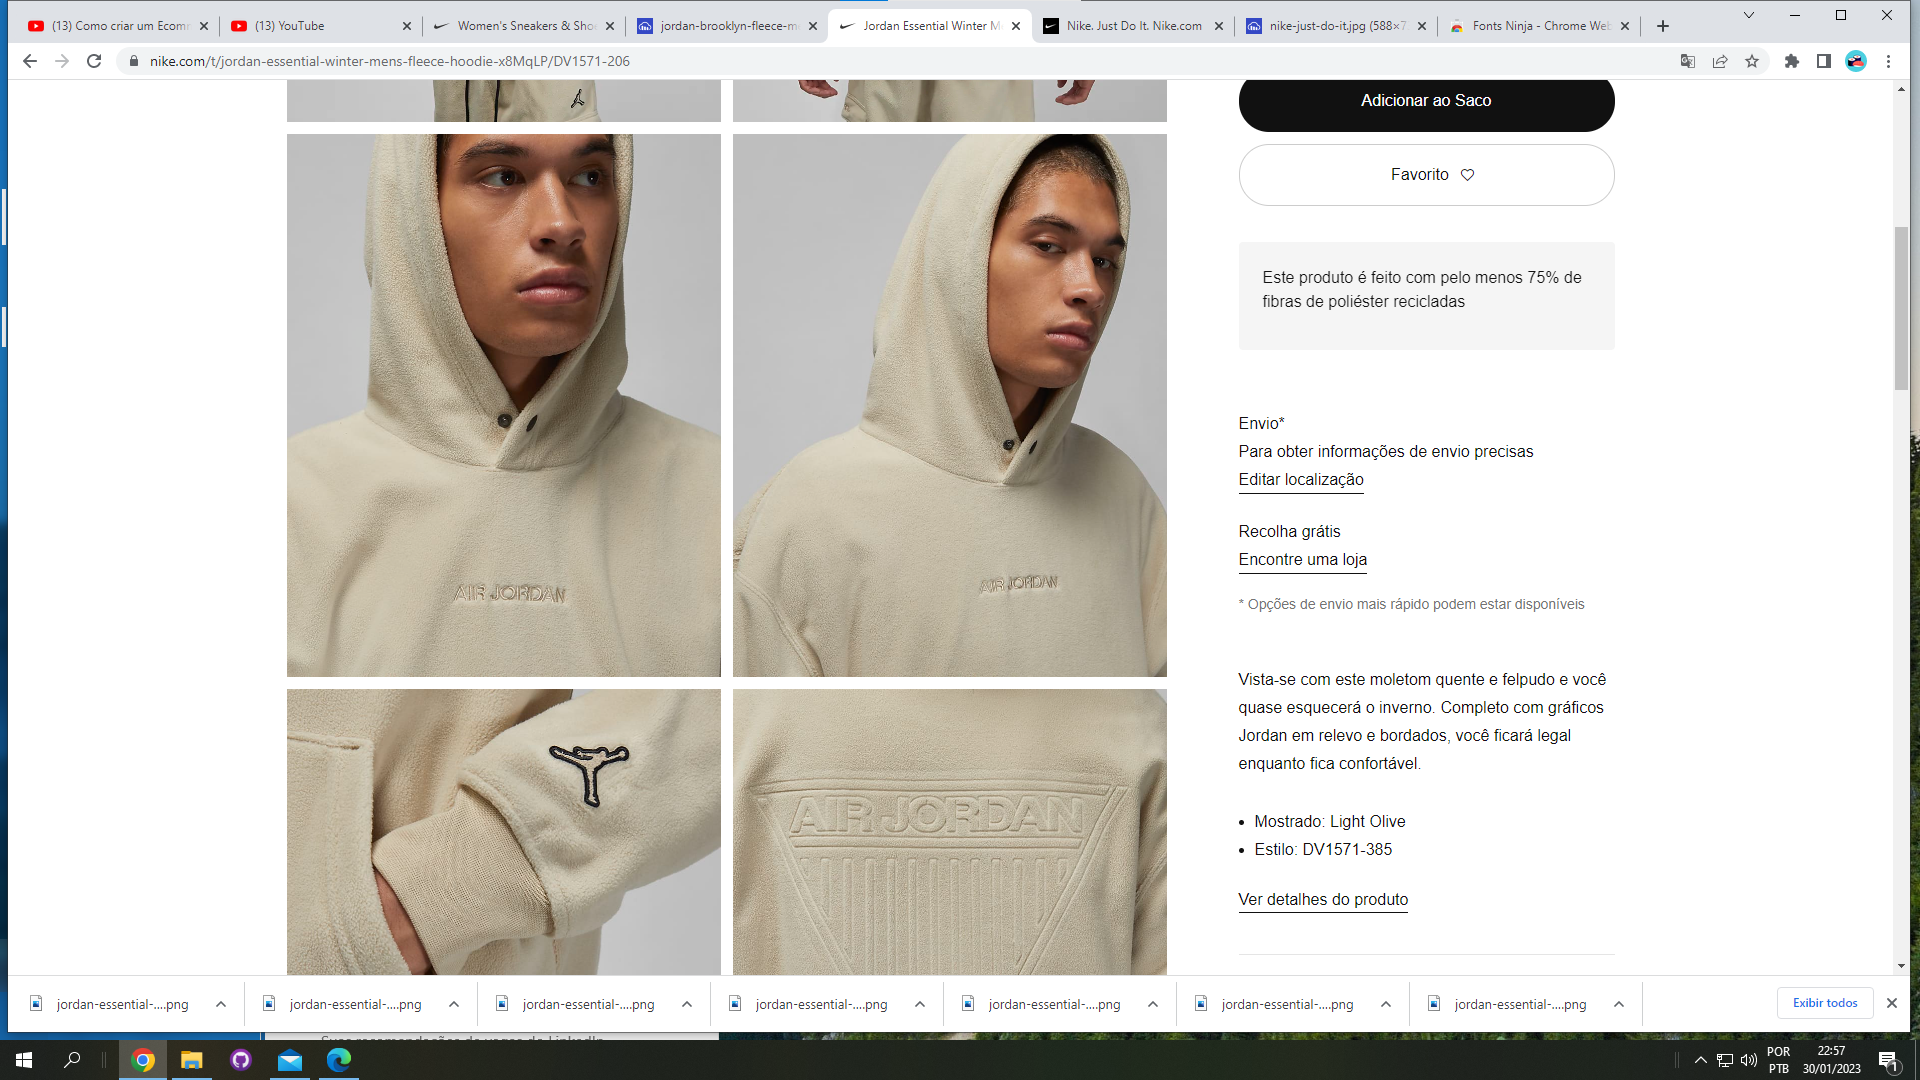 (13) Como criar um Ecomm
(13) YouTube
Women's Sneakers & Sho
jordan-brooklyn-fleece-m
Jordan Essential Winter M
Nike. Just Do It. Nike.com
nike-just-do-it.jpg (588×7
Fonts Ninja - Chrome Web
nike.com/t/jordan-essential-winter-mens-fleece-hoodie-x8MqLP/DV1571-206
Adicionar ao Saco
Favorito
Este produto é feito com pelo menos 75% de
fibras de poliéster recicladas
Envio*
Para obter informações de envio precisas
Editar localização
Recolha grátis
Encontre uma loja
* Opções de envio mais rápido podem estar disponíveis
Vista-se com este moletom quente e felpudo e você
quase esquecerá o inverno. Completo com gráficos
Jordan em relevo e bordados, você ficará legal
enquanto fica confortável.
• Mostrado: Light Olive
• Estilo: DV1571-385
Ver detalhes do produto
AIR JORDAN
AIR JORDAN
AIR JORDAN
jordan-essential-....png
jordan-essential-....png
jordan-essential-....png
jordan-essential-....png
jordan-essential-....png
jordan-essential-....png
jordan-essential-....png
Exibir todos
POR
PTB
22:57
30/01/2023
1